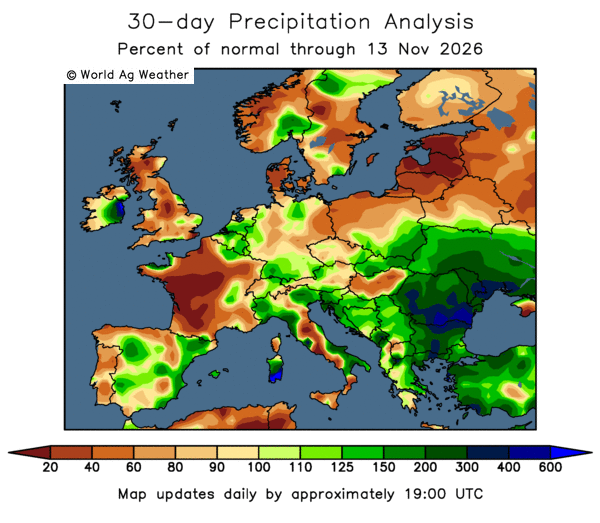 30-day Precipitation Analysis
Percent of normal through 13 Nov 2026
© World Ag Weather
20 40 60 80 90 100 110 125 150 200 300 400 600
Map updates daily by approximately 19:00 UTC